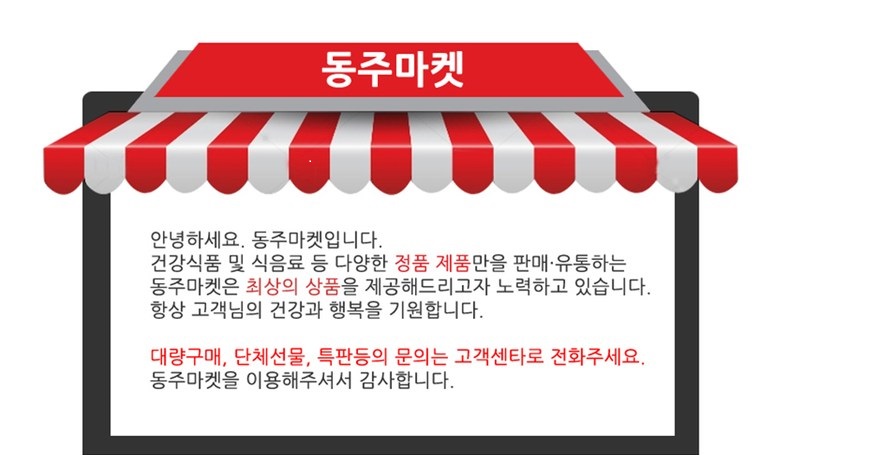 동주마켓
안녕하세요. 동주마켓입니다.
건강식품 및 식음료 등 다양한 정품 제품만을 판매·유통하는
동주마켓은 최상의 상품을 제공해드리고자 노력하고 있습니다.
항상 고객님의 건강과 행복을 기원합니다.
대량구매, 단체선물, 특판등의 문의는 고객센타로 전화주세요.
동주마켓을 이용해주셔서 감사합니다.